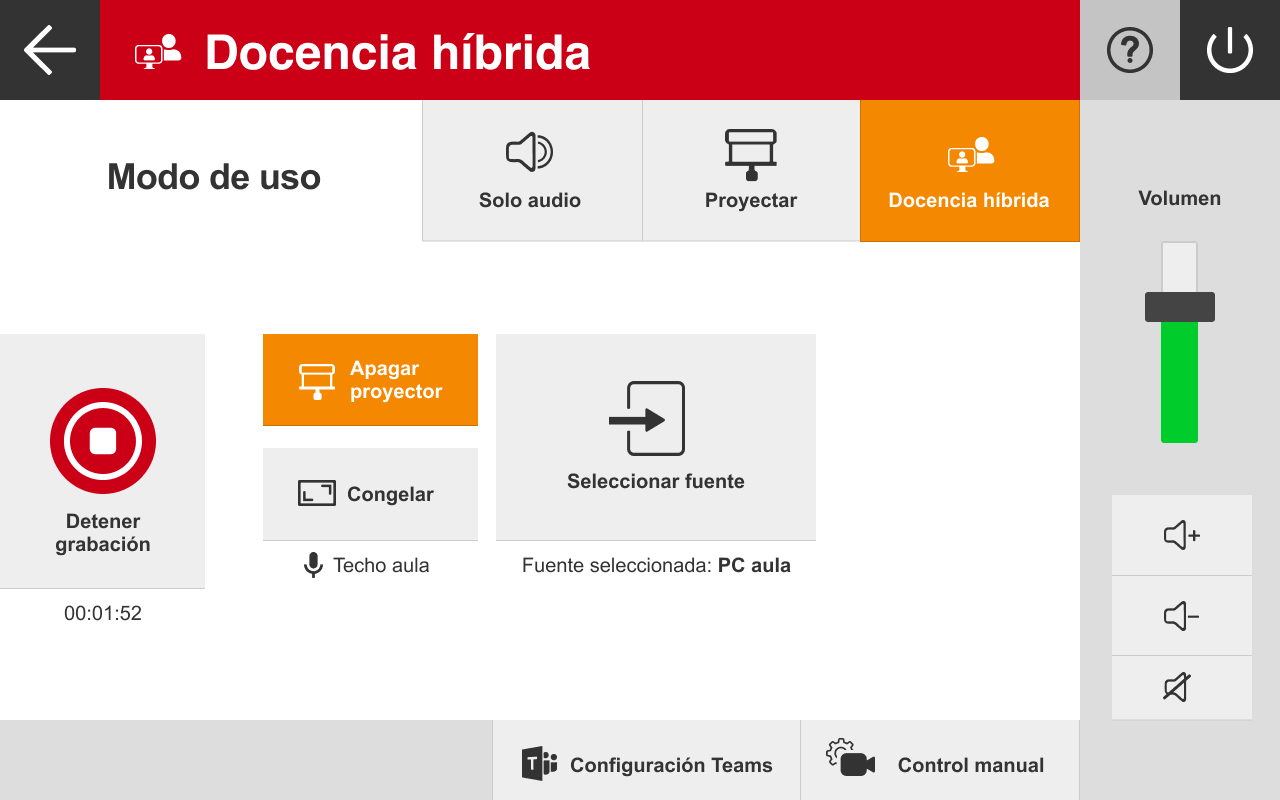 Docencia híbrida
?
Modo de uso
Solo audio
Proyectar
Docencia híbrida
Volumen
Detener
grabación
00:01:52
Apagar
proyector
Congelar
Techo aula
Seleccionar fuente
Fuente seleccionada: PC aula
T
Configuración Teams
Control manual